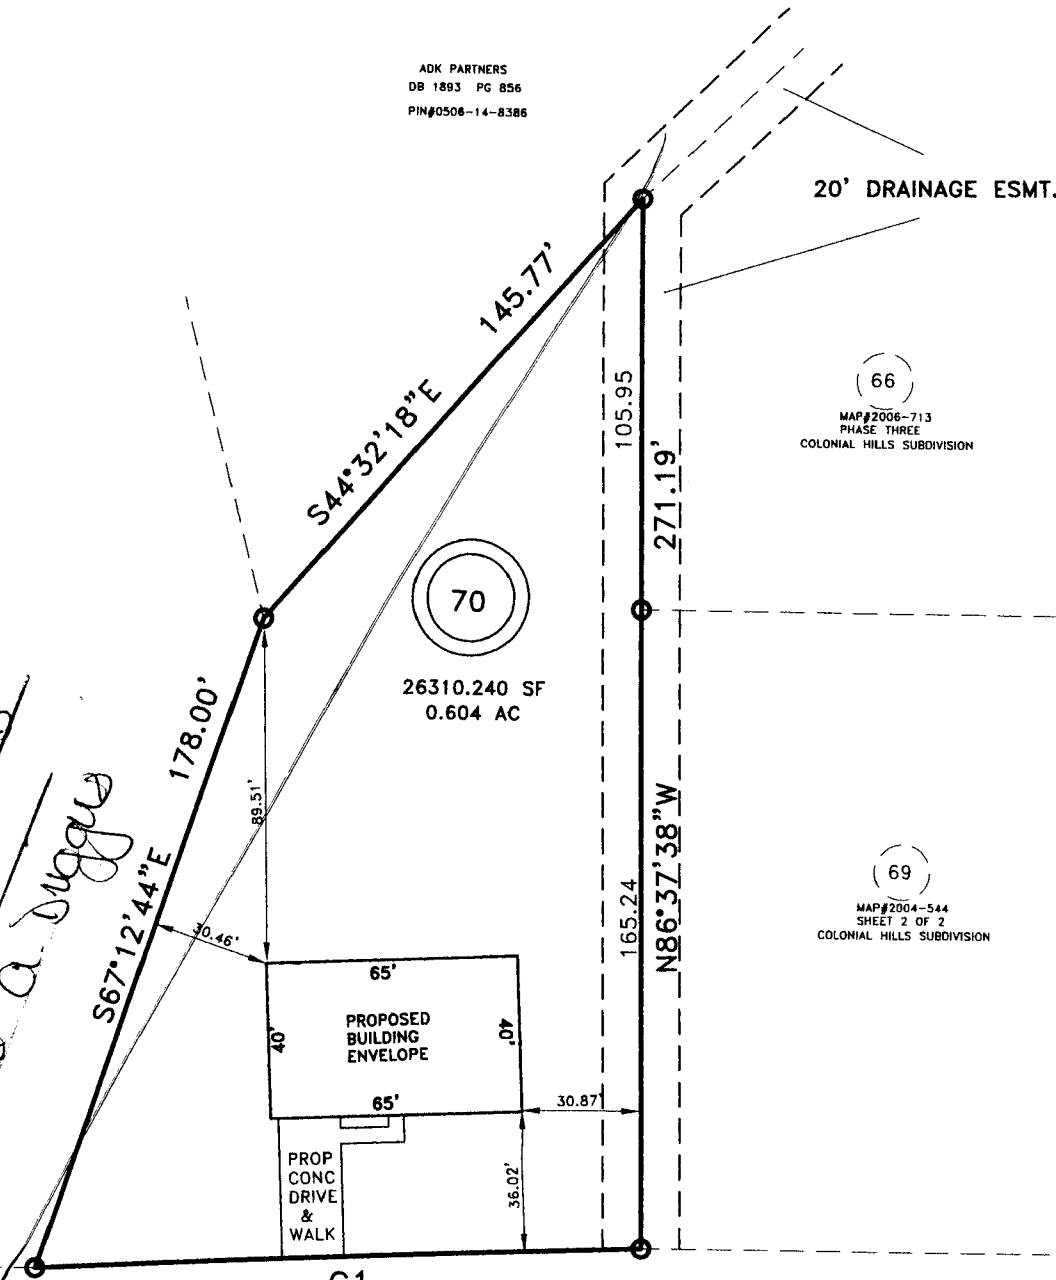 ADK PARTNERS
DB 1893 PG 856
PIN#0506-14-8386
20' DRAINAGE ESMT.
145.77'
S44°32'18"E
105.95
271.19'
66
MAP#2006-713
PHASE THREE
COLONIAL HILLS SUBDIVISION
70
26310.240 SF
0.604 AC
178.00'
S67°12'44"E
89.51'
30.46'
165.24
N86°37'38"W
69
MAP#2004-544
SHEET 2 OF 2
COLONIAL HILLS SUBDIVISION
65'
40'
PROPOSED
BUILDING
ENVELOPE
40'
65'
30.87'
36.02'
PROP
CONC
DRIVE
&
WALK